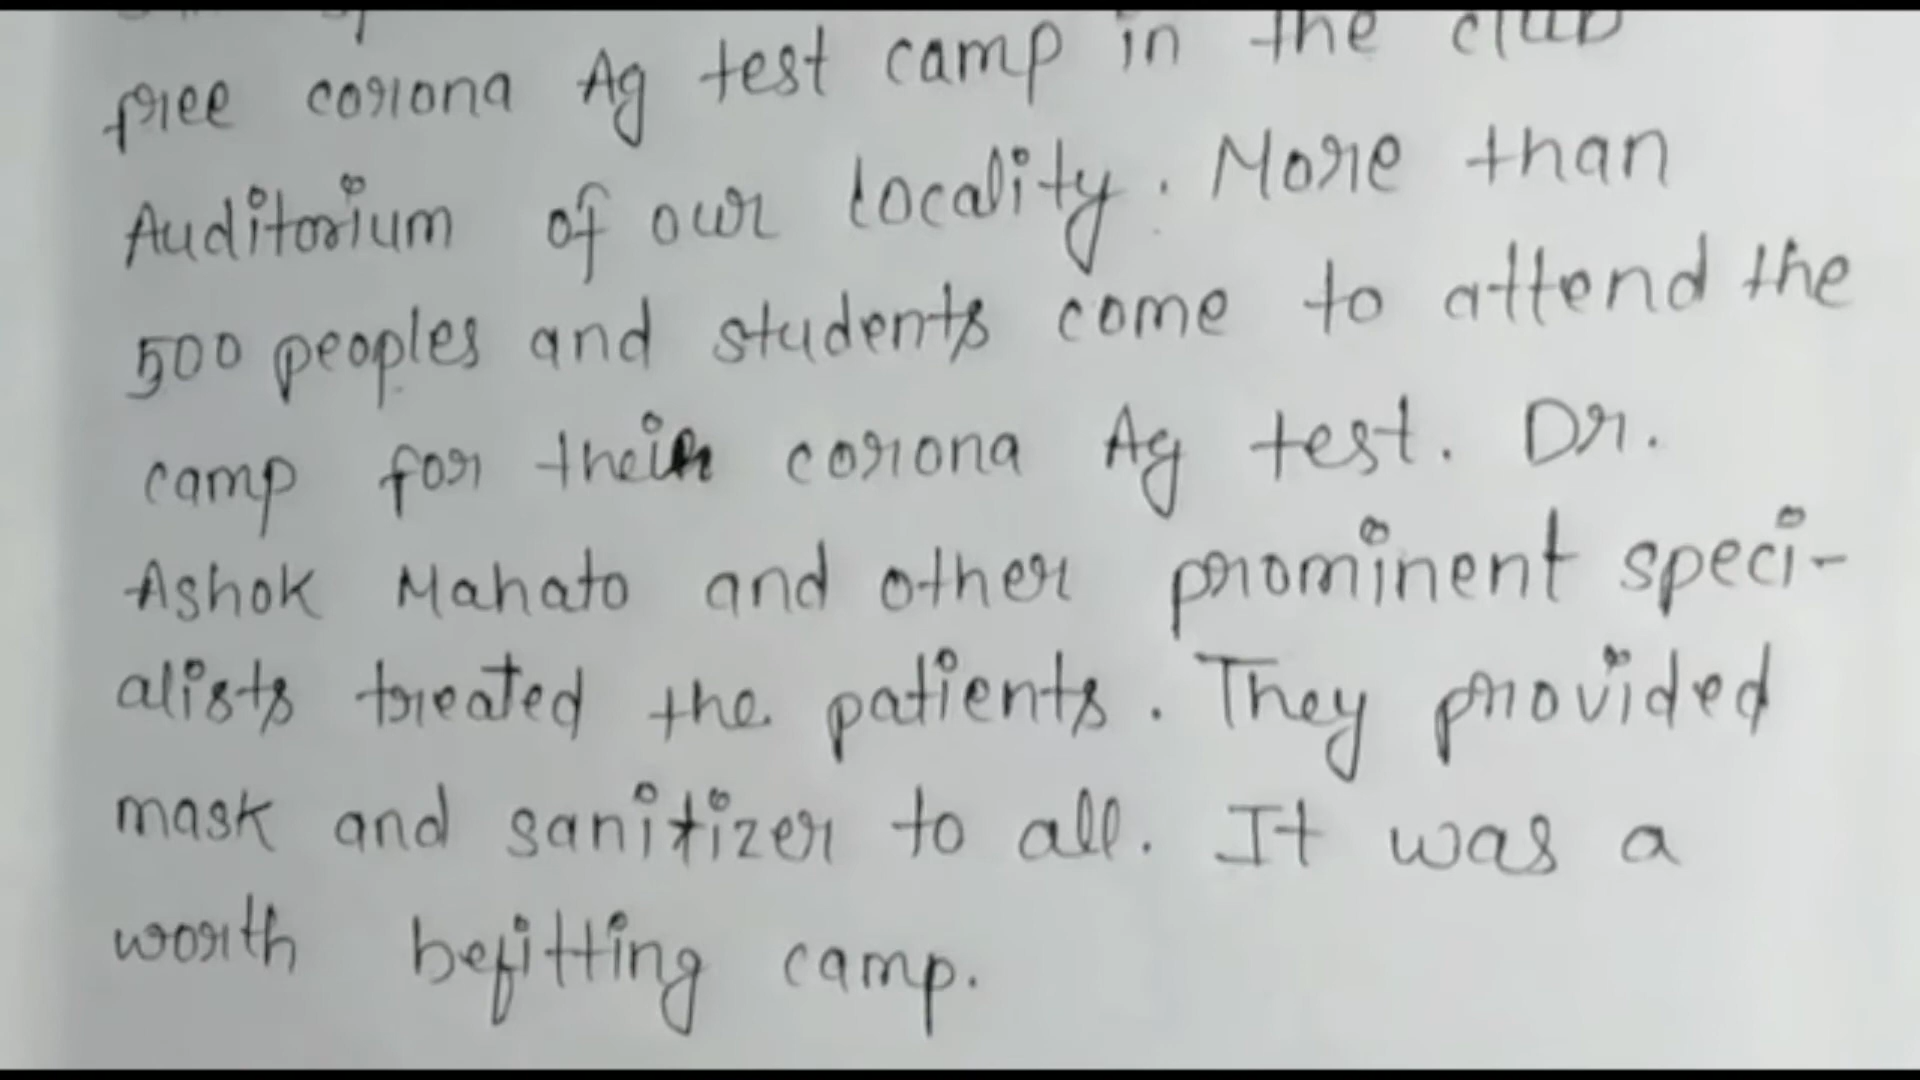 free corona Ag test camp in the club
Auditorium of our locality. More than
500 peoples and students come to attend the
camp for their corona Ag test. Dr.
Ashok Mahato and other prominent speci-
alists treated the patients. They provided
mask and sanitizer to all. It was a
worth befitting camp.